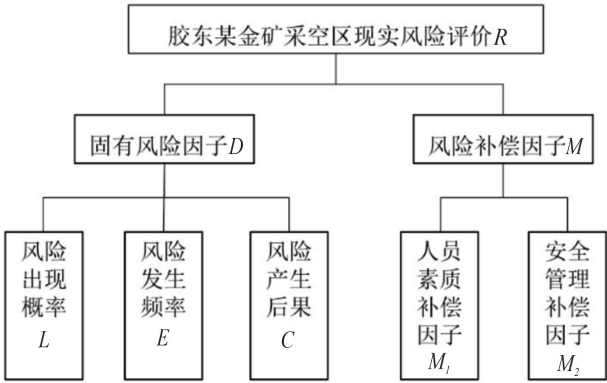 胶东某金矿采空区现实风险评价R
固有风险因子D
风险补偿因子M
风险
出现
概率
L
风险
发生
频率
E
风险
产生
后果
C
人员
素质
补偿
因子
M₁
安全
管理
补偿
因子
M₂